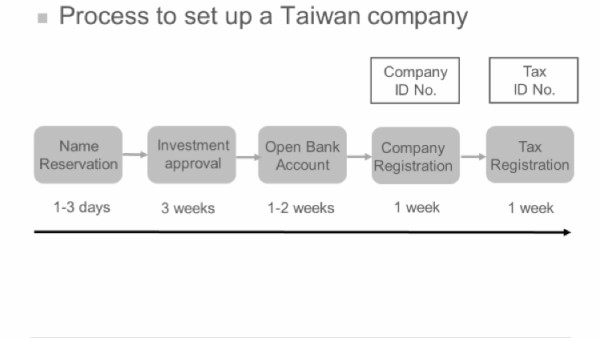 Process to set up a Taiwan company
Company
ID No.
Tax
ID No.
Name
Reservation
Investment
approval
Open Bank
Account
Company
Registration
Tax
Registration
1-3 days
3 weeks
1-2 weeks
1 week
1 week